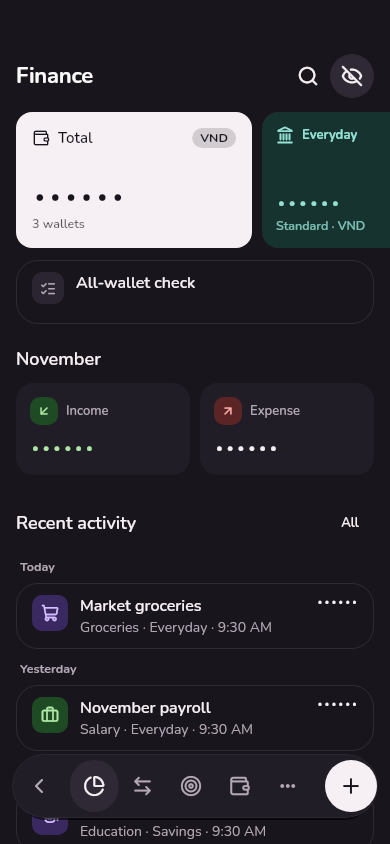 Finance
Total
VND
Everyday
••••••
••••••
3 wallets
Standard · VND
All-wallet check
November
Income
Expense
••••••
••••••
Recent activity
All
Today
Market groceries
••••••
Groceries · Everyday · 9:30 AM
Yesterday
November payroll
••••••
Salary · Everyday · 9:30 AM
Education · Savings · 9:30 AM